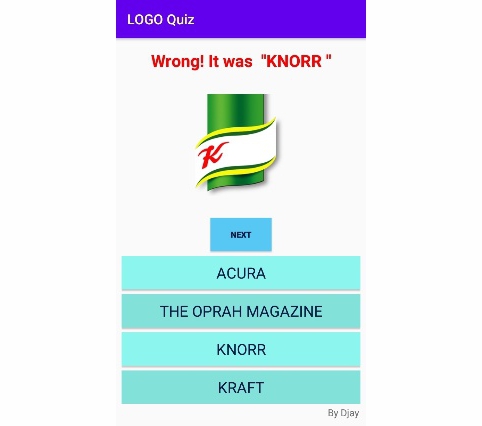 LOGO Quiz
Wrong! It was "KNORR "
K
NEXT
ACURA
THE OPRAH MAGAZINE
KNORR
KRAFT
By Djay